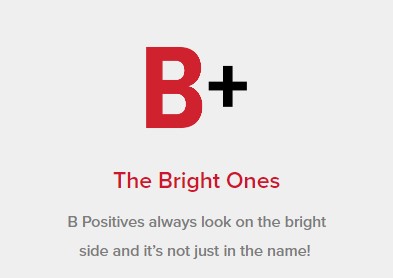 B+
The Bright Ones
B Positives always look on the bright
side and it's not just in the name!